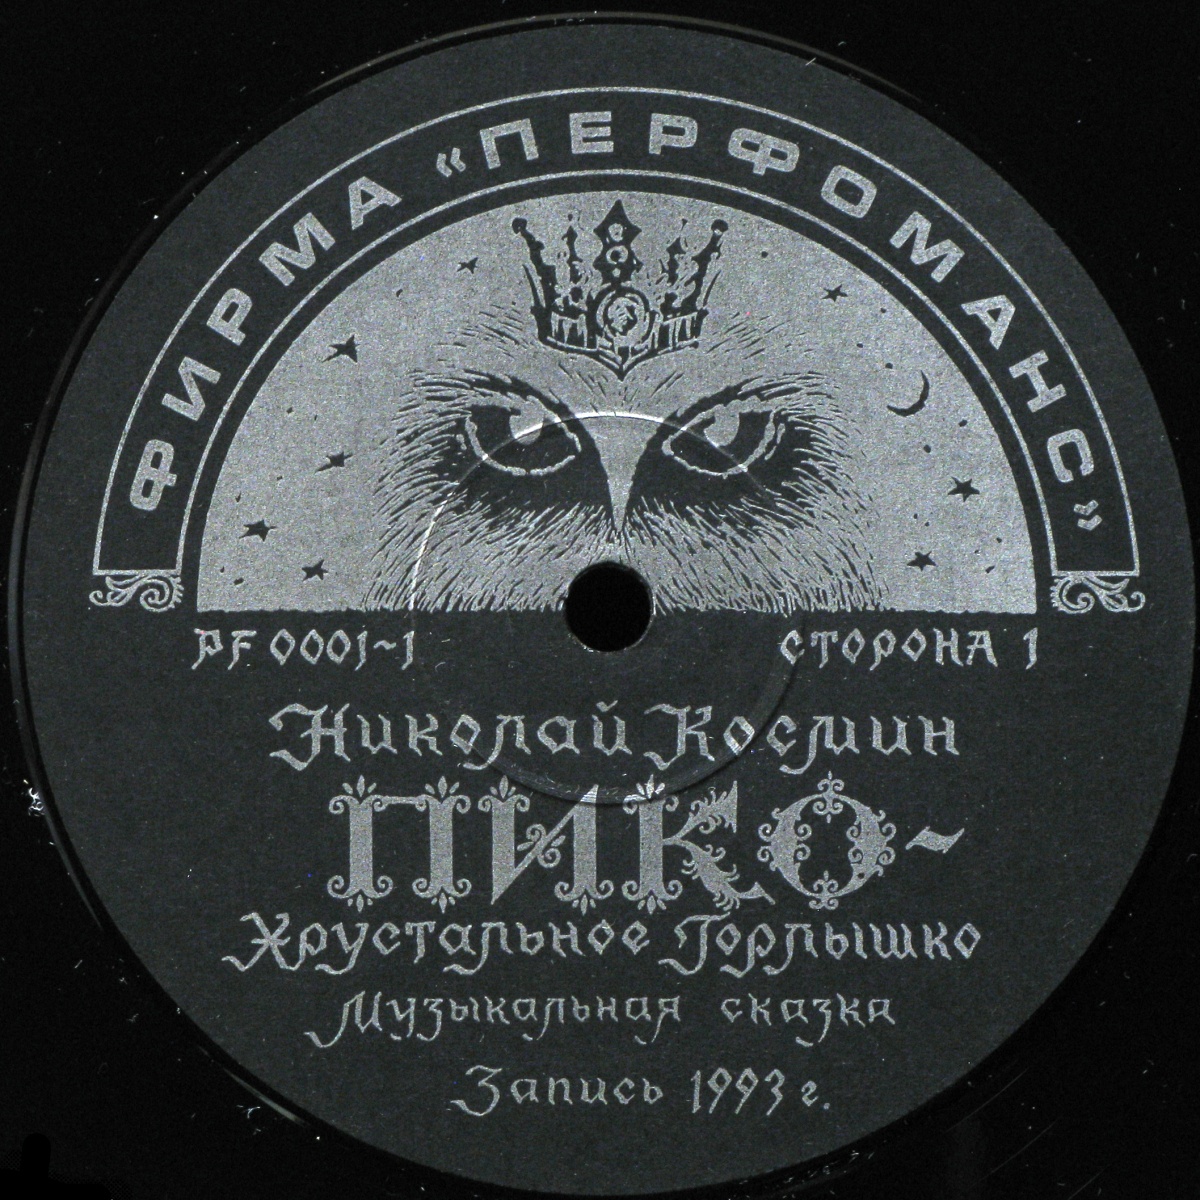 ФИРМА «ПЕРФОМАНС»
PF 0001-1
СТОРОНА 1
Николай Космин
ПИКО-
Хрустальное Горлышко
Музыкальная сказка
Запись 1993 г.